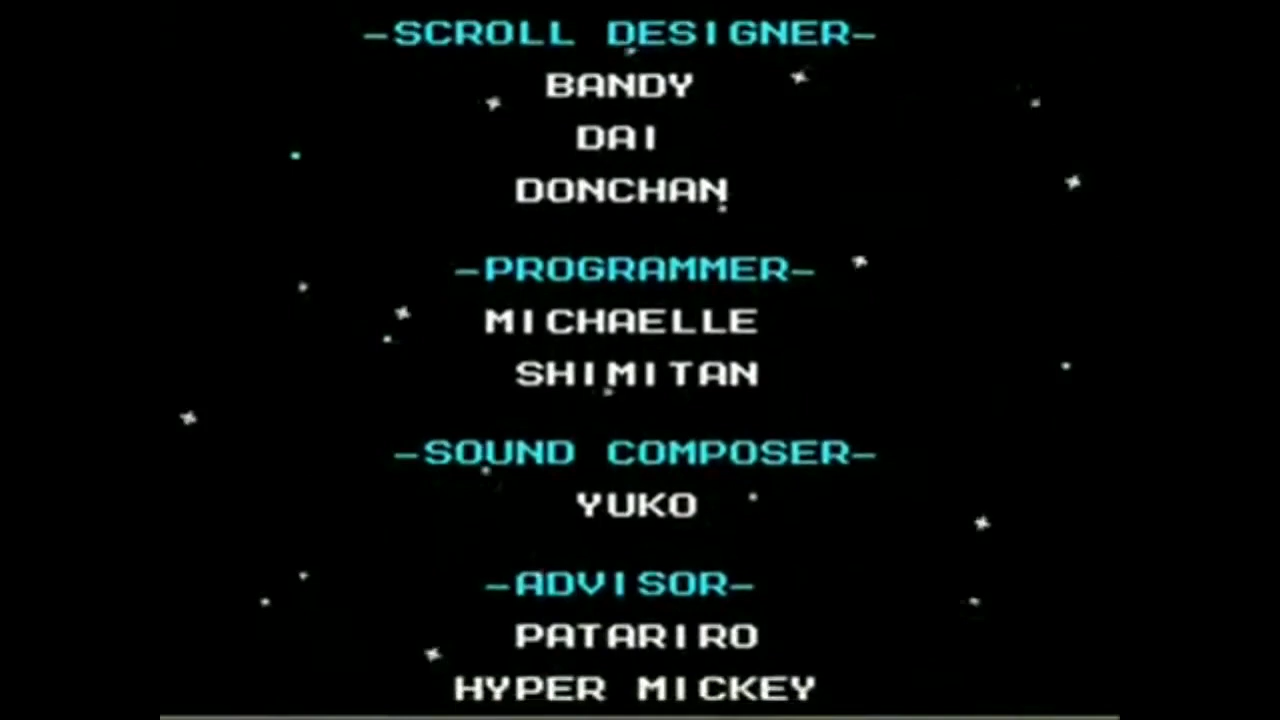 -SCROLL DESIGNER-
BANDY
DAI
DONCHAN
-PROGRAMMER-
MICHAELLE
SHIMITAN
-SOUND COMPOSER-
YUKO
-ADVISOR-
PATARIRO
HYPER MICKEY